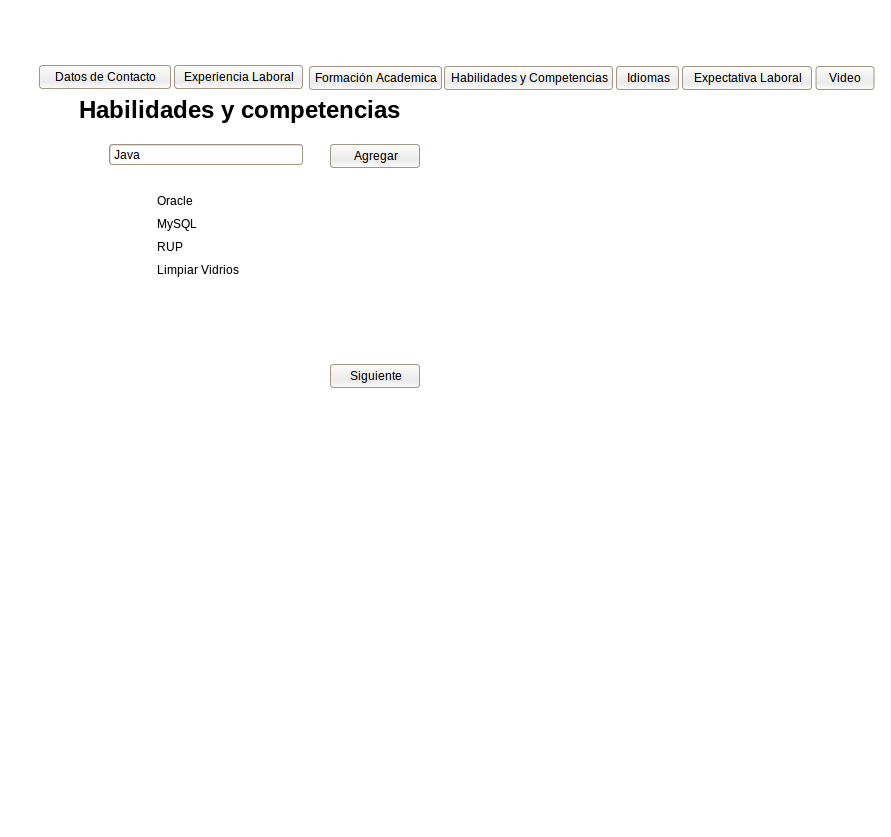 Datos de Contacto Experiencia Laboral Formación Academica Habilidades y Competencias Idiomas Expectativa Laboral Video
Habilidades y competencias
Java Agregar
Oracle
MySQL
RUP
Limpiar Vidrios
Siguiente